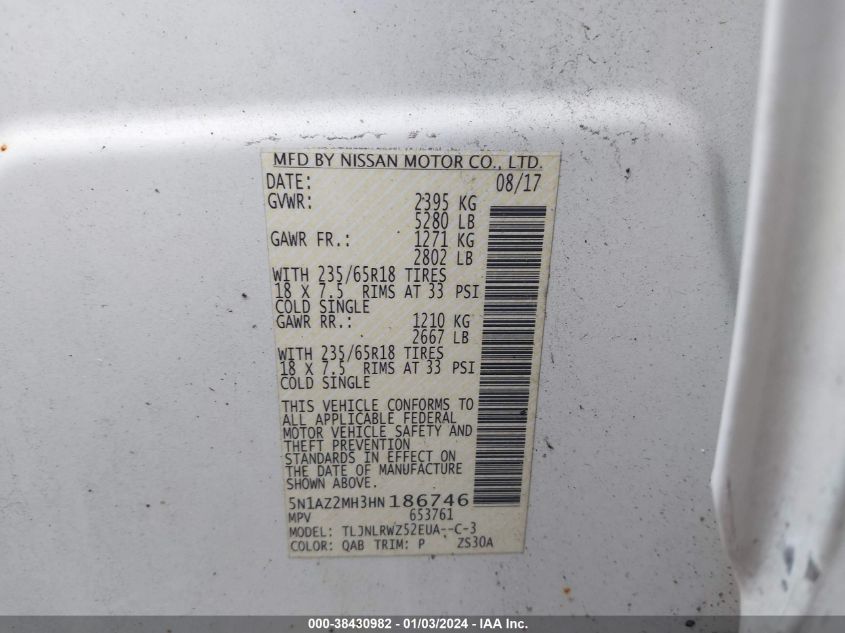 MFD BY NISSAN MOTOR CO., LTD.
DATE: 08/17
GVWR: 2395 KG
5280 LB
GAWR FR.: 1271 KG
2802 LB
WITH 235/65R18 TIRES
18 X 7.5 RIMS AT 33 PSI
COLD SINGLE
GAWR RR.: 1210 KG
2667 LB
WITH 235/65R18 TIRES
18 X 7.5 RIMS AT 33 PSI
COLD SINGLE
THIS VEHICLE CONFORMS TO
ALL APPLICABLE FEDERAL
MOTOR VEHICLE SAFETY AND
THEFT PREVENTION
STANDARDS IN EFFECT ON
THE DATE OF MANUFACTURE
SHOWN ABOVE.
5N1AZ2MH3HN186746
MPV 653761
MODEL: TLJNLRWZ52EUA--C-3
COLOR: QAB TRIM: P ZS30A
000-38430982 - 01/03/2024 - IAA Inc.